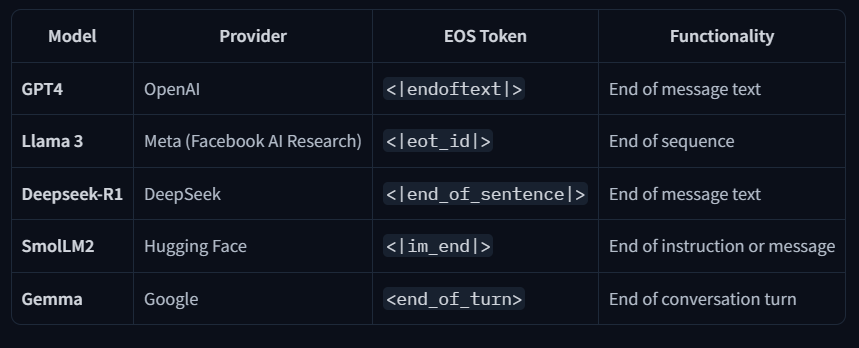 Model Provider EOS Token Functionality
GPT4 OpenAI <|endoftext|> End of message text
Llama 3 Meta (Facebook AI Research) <|eot_id|> End of sequence
Deepseek-R1 DeepSeek <|end_of_sentence|> End of message text
SmolLM2 Hugging Face <|im_end|> End of instruction or message
Gemma Google <end_of_turn> End of conversation turn